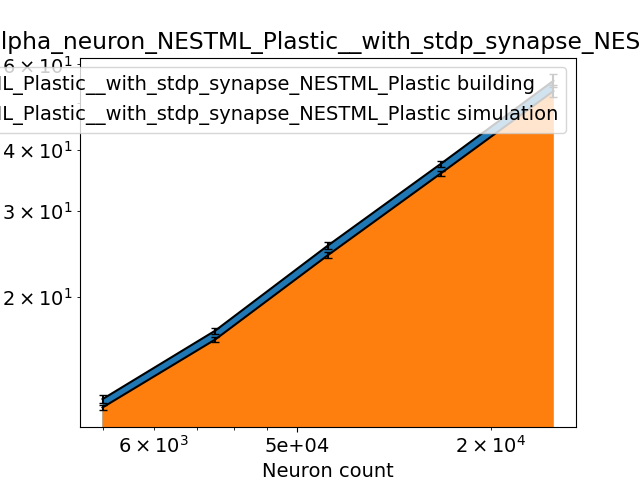 lpha_neuron_NESTML_Plastic__with_stdp_synapse_NES
6 × 10¹
L_Plastic__with_stdp_synapse_NESTML_Plastic building
ML_Plastic__with_stdp_synapse_NESTML_Plastic simulation
4 × 10¹
3 × 10¹
2 × 10¹
6 × 10³
5e+04
2 × 10⁴
Neuron count